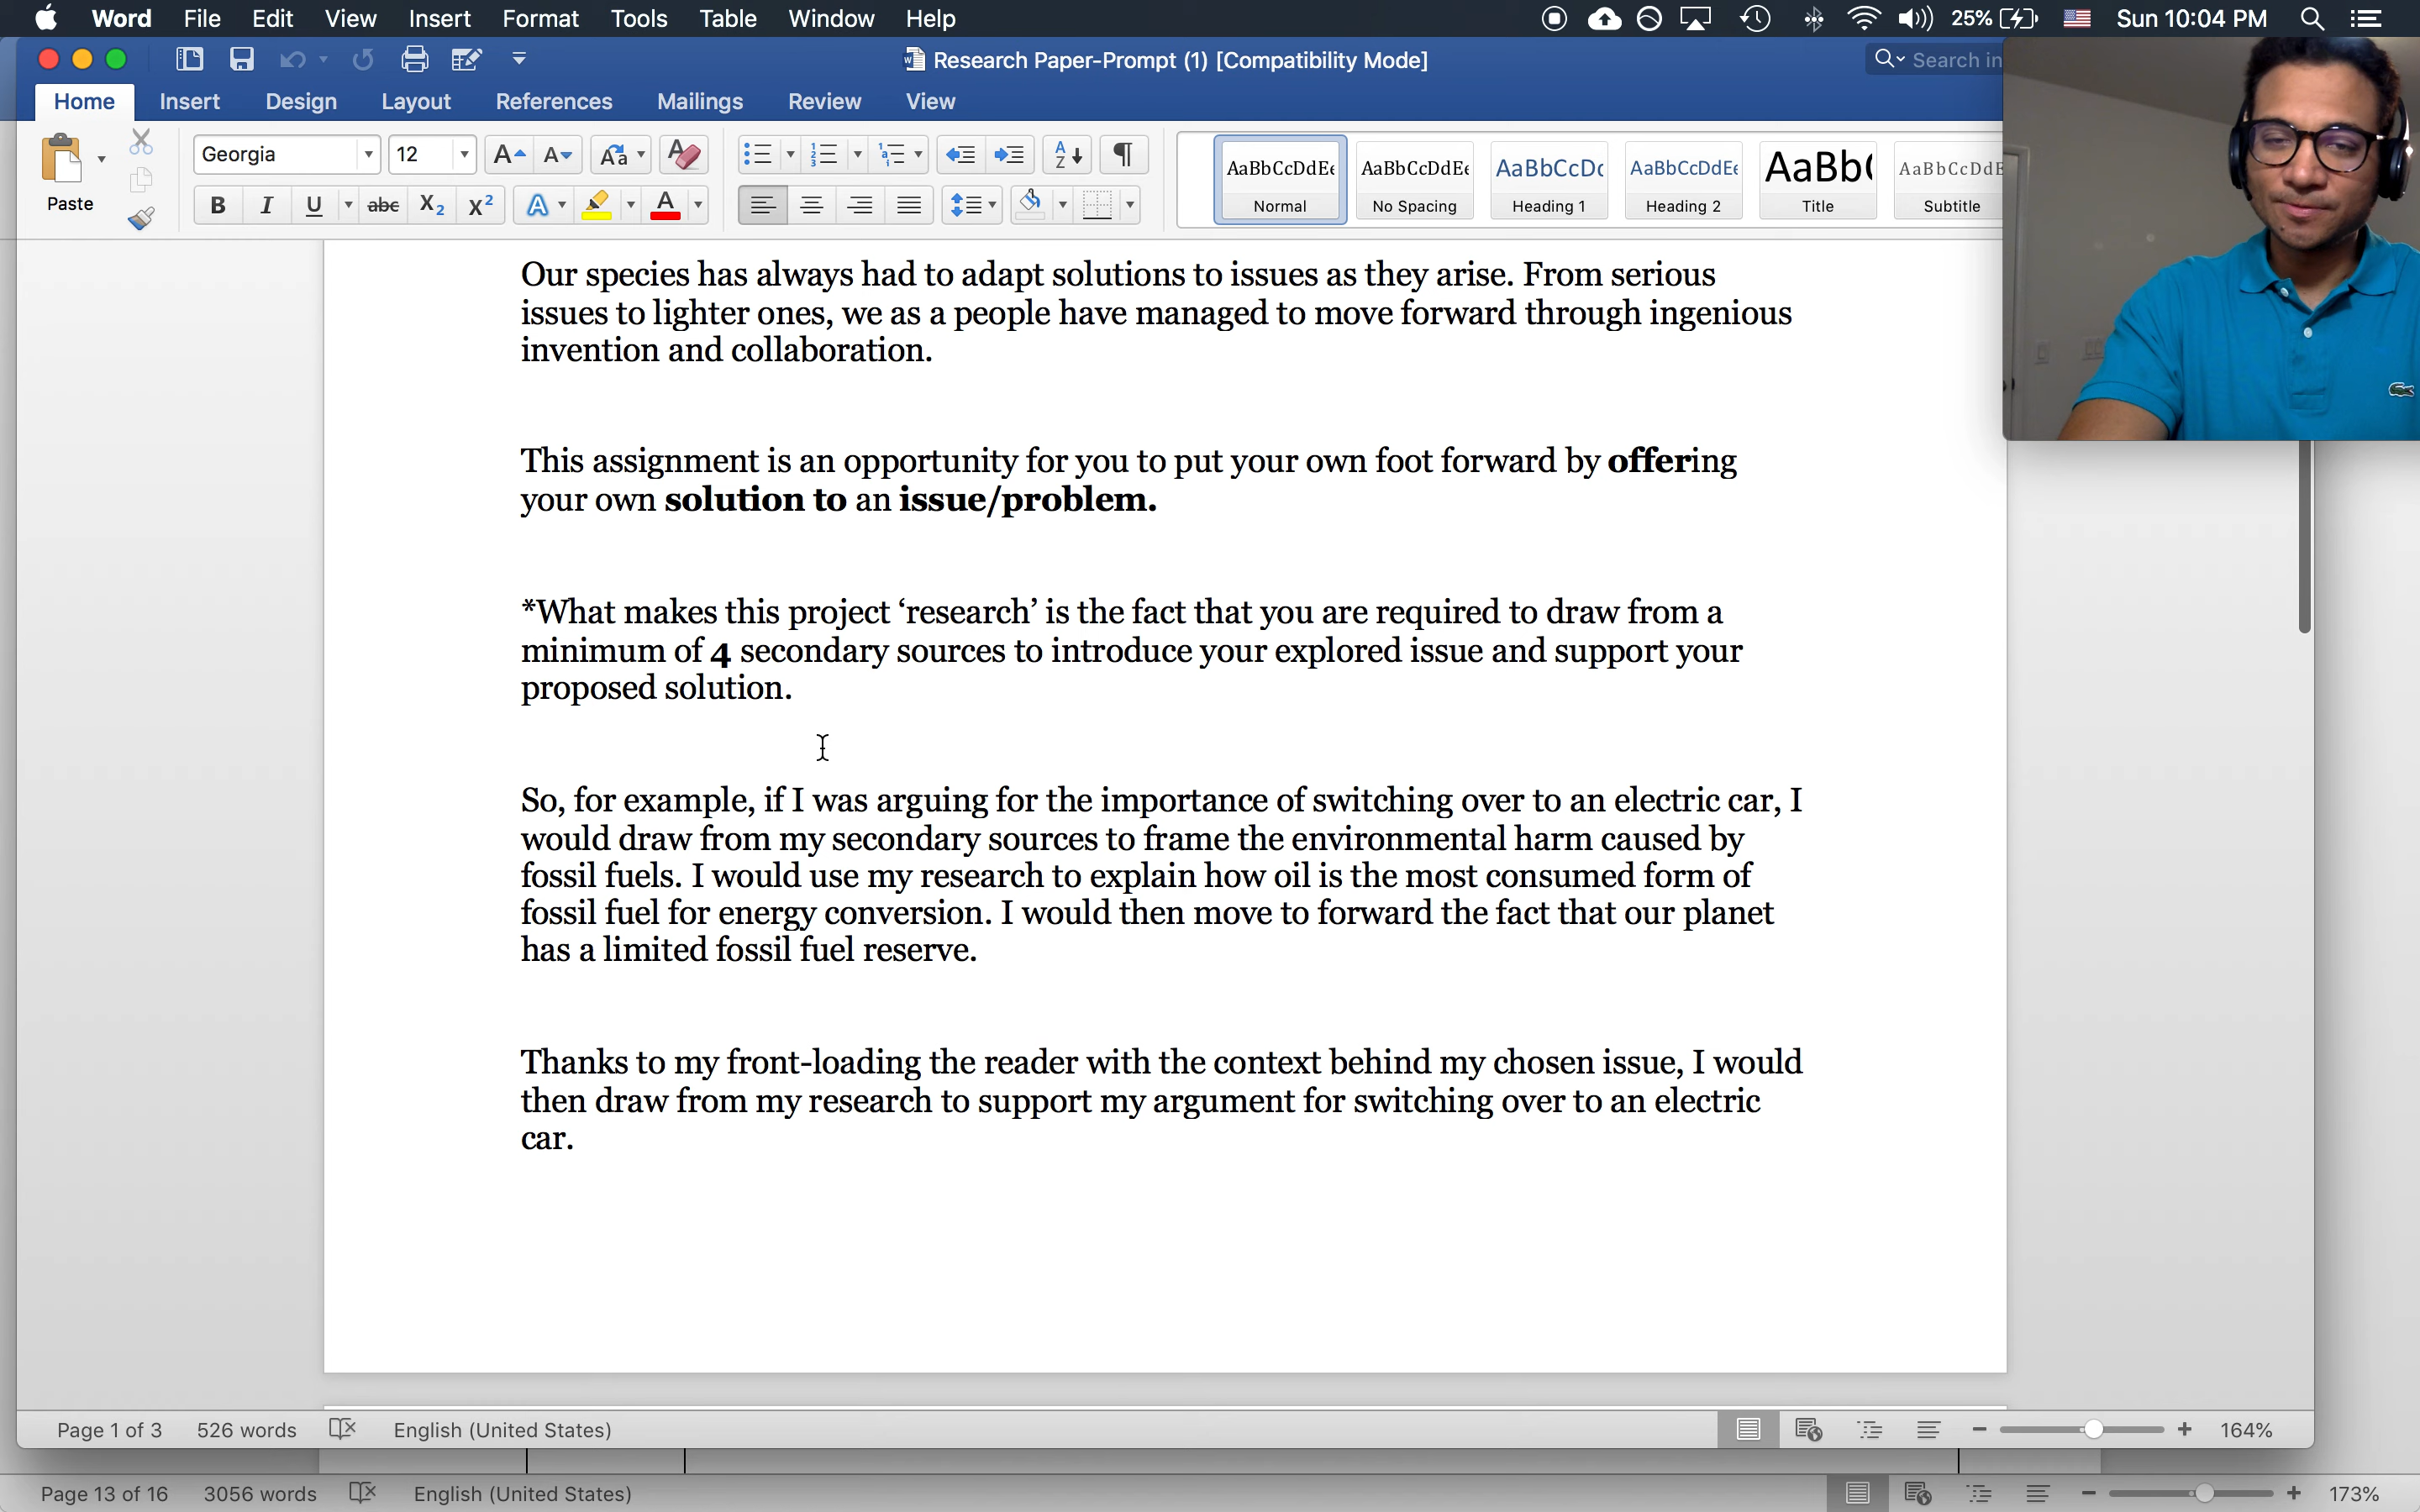 Word File Edit View Insert Format Tools Table Window Help 25% Sun 10:04 PM
Research Paper-Prompt (1) [Compatibility Mode] Search in
Home Insert Design Layout References Mailings Review View
Paste
Georgia 12
AaBbCcDdEe AaBbCcDdEe AaBbCcDc AaBbCcDdEe AaBb( AaBbCcDdE
Normal No Spacing Heading 1 Heading 2 Title Subtitle
Our species has always had to adapt solutions to issues as they arise. From serious
issues to lighter ones, we as a people have managed to move forward through ingenious
invention and collaboration.
This assignment is an opportunity for you to put your own foot forward by offering
your own solution to an issue/problem.
*What makes this project ‘research’ is the fact that you are required to draw from a
minimum of 4 secondary sources to introduce your explored issue and support your
proposed solution.
So, for example, if I was arguing for the importance of switching over to an electric car, I
would draw from my secondary sources to frame the environmental harm caused by
fossil fuels. I would use my research to explain how oil is the most consumed form of
fossil fuel for energy conversion. I would then move to forward the fact that our planet
has a limited fossil fuel reserve.
Thanks to my front-loading the reader with the context behind my chosen issue, I would
then draw from my research to support my argument for switching over to an electric
car.
Page 1 of 3 526 words English (United States) 164%
Page 13 of 16 3056 words English (United States) 173%